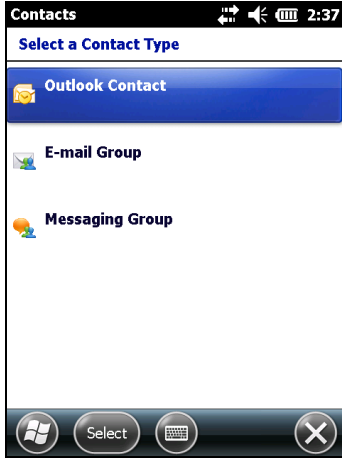 Contacts 2:37
Select a Contact Type
Outlook Contact
E-mail Group
Messaging Group
Select